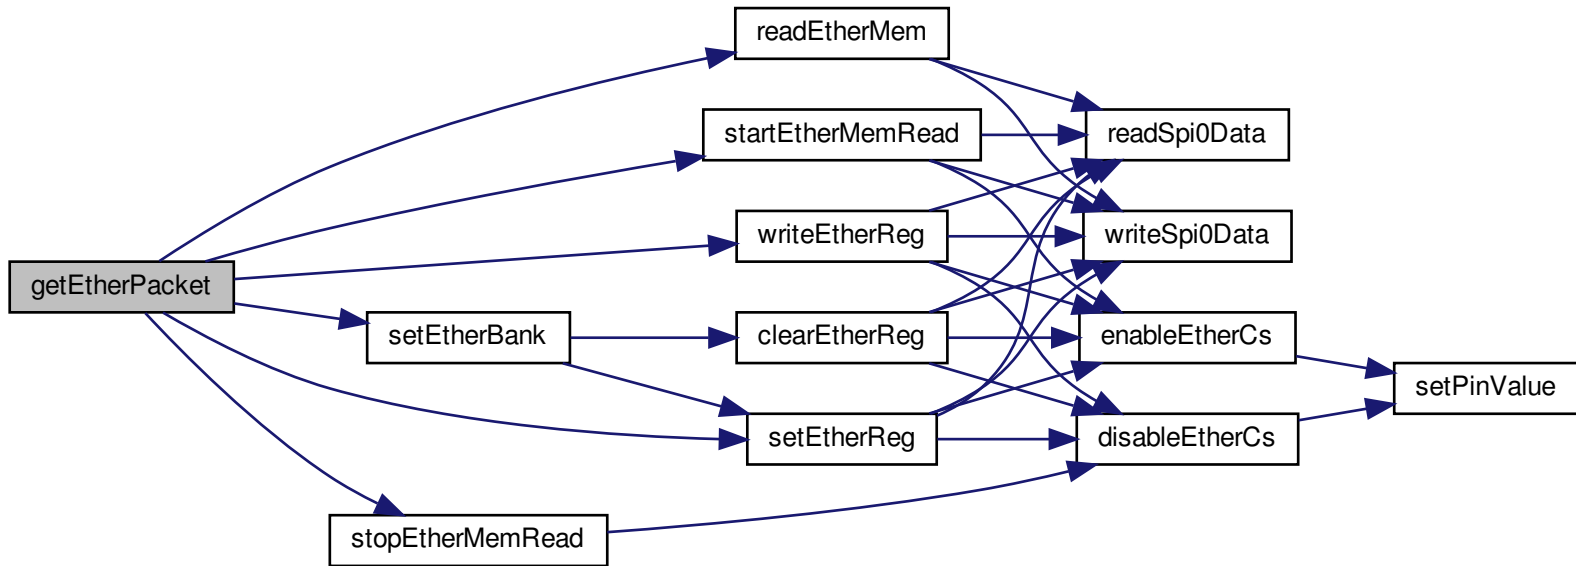 readEtherMem
startEtherMemRead
readSpi0Data
writeEtherReg
writeSpi0Data
getEtherPacket
setEtherBank
clearEtherReg
enableEtherCs
setPinValue
setEtherReg
disableEtherCs
stopEtherMemRead